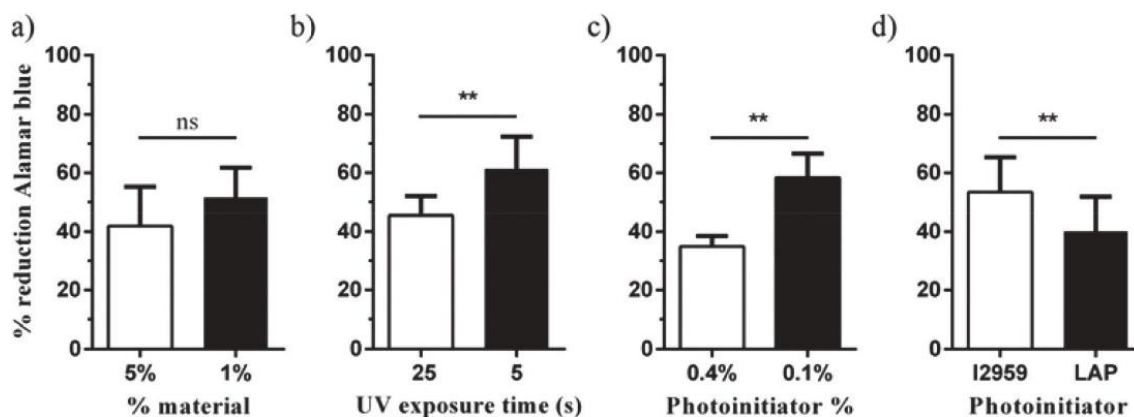 a) b) c) d)
% reduction Alamar blue
100 100 100 100
80 80 80 80
60 60 60 60
40 40 40 40
20 20 20 20
0 0 0 0
ns ** ** **
5% 1% 25 5 0.4% 0.1% I2959 LAP
% material UV exposure time (s) Photoinitiator % Photoinitiator